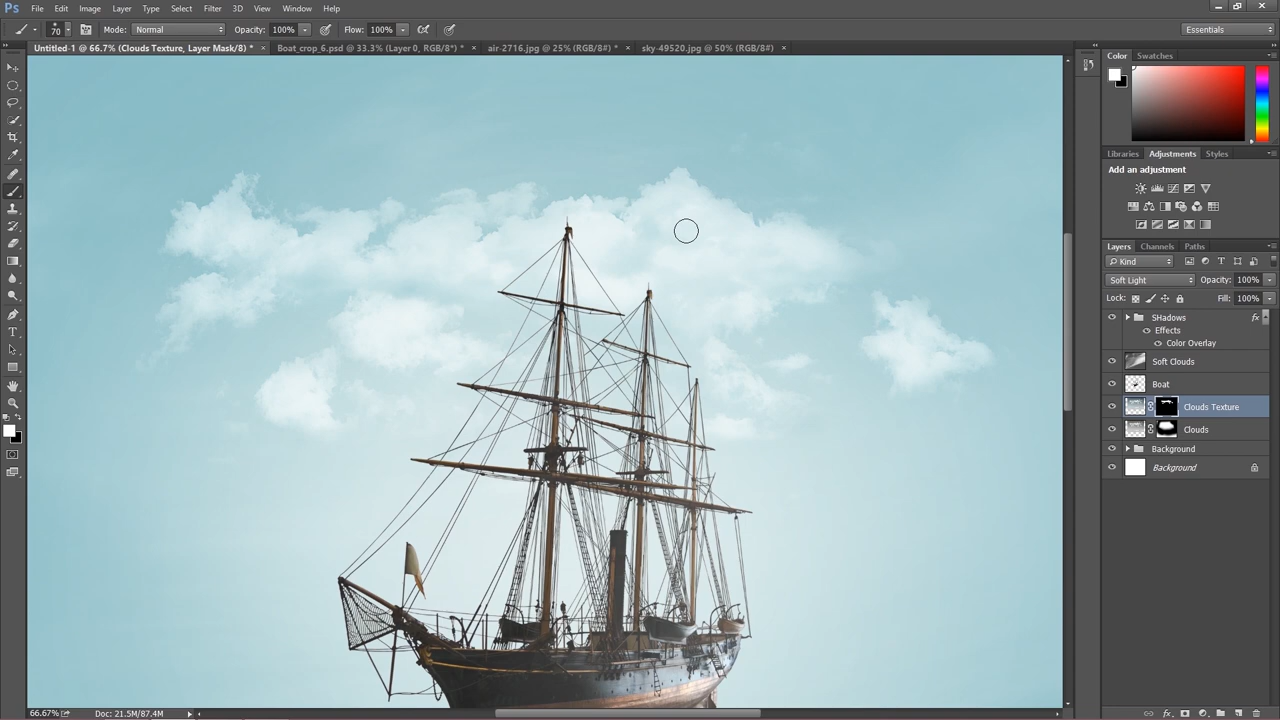 Ps File Edit Image Layer Type Select Filter 3D View Window Help
70 Mode: Normal Opacity: 100% Flow: 100% Essentials
Untitled-1 @ 66.7% (Clouds Texture, Layer Mask/8) * × Boat_crop_6.psd @ 33.3% (Layer 0, RGB/8*) * × air-2716.jpg @ 25% (RGB/8#) * × sky-49520.jpg @ 50% (RGB/8#) ×
Color Swatches
Libraries Adjustments Styles
Add an adjustment
Layers Channels Paths
Kind
Soft Light Opacity: 100%
Lock: Fill: 100%
SHadows fx
Effects
Color Overlay
Soft Clouds
Boat
Clouds Texture
Clouds
Background
Background
66.67% Doc: 21.5M/87.4M